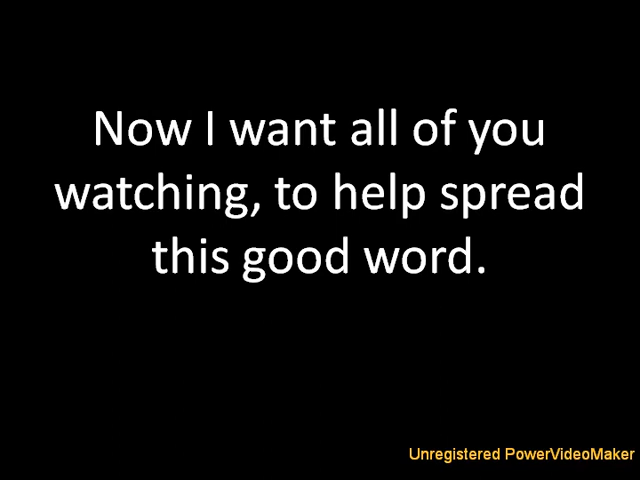 Now I want all of you
watching, to help spread
this good word.
Unregistered PowerVideoMaker